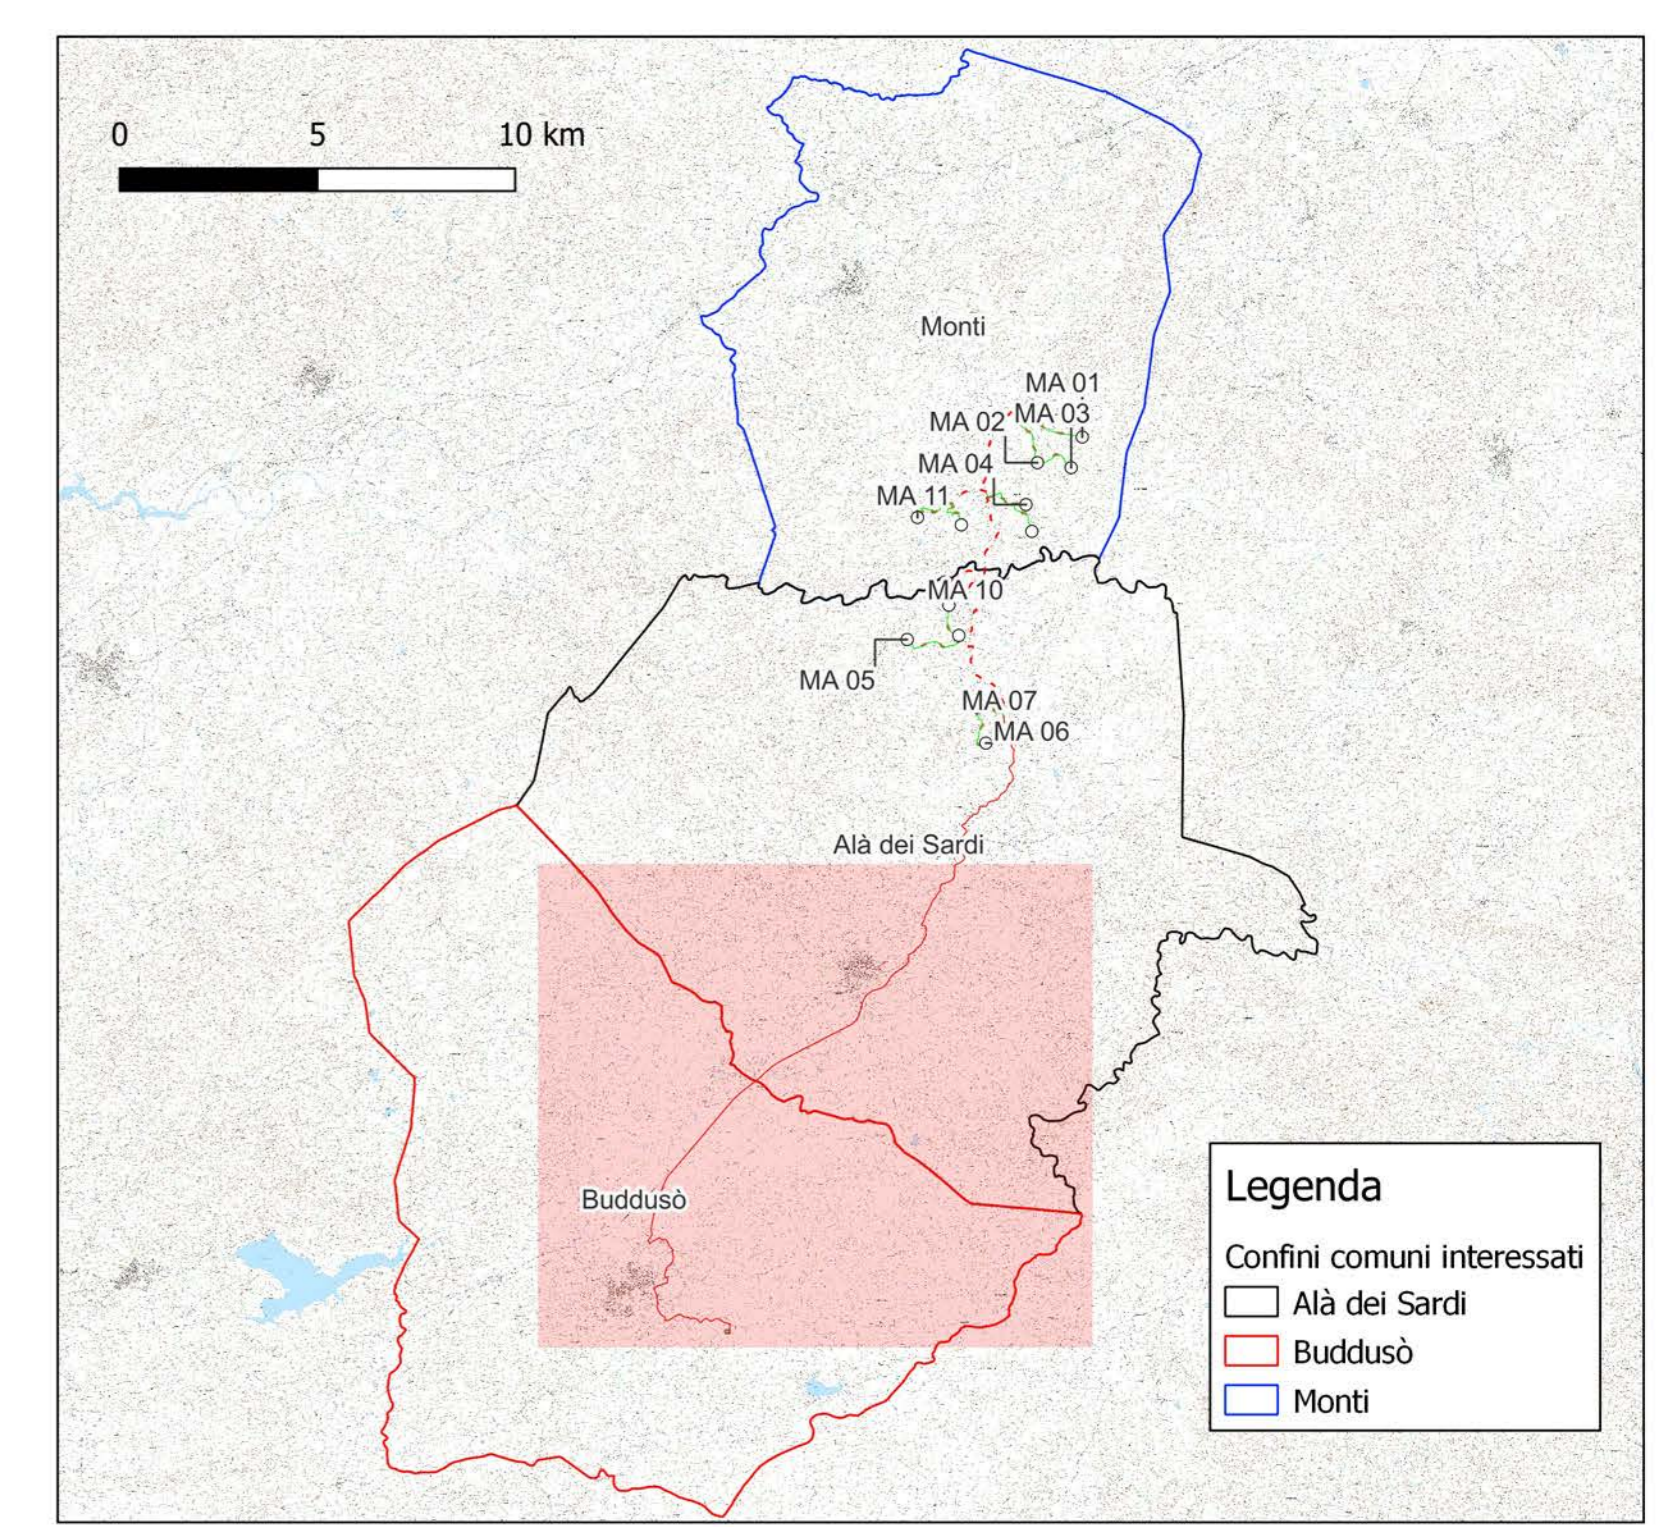 0 5 10 km
Monti
MA 01
MA 02 MA 03
MA 04
MA 11
MA 10
MA 05
MA 07
MA 06
Alà dei Sardi
Buddusò
Legenda
Confini comuni interessati
Alà dei Sardi
Buddusò
Monti